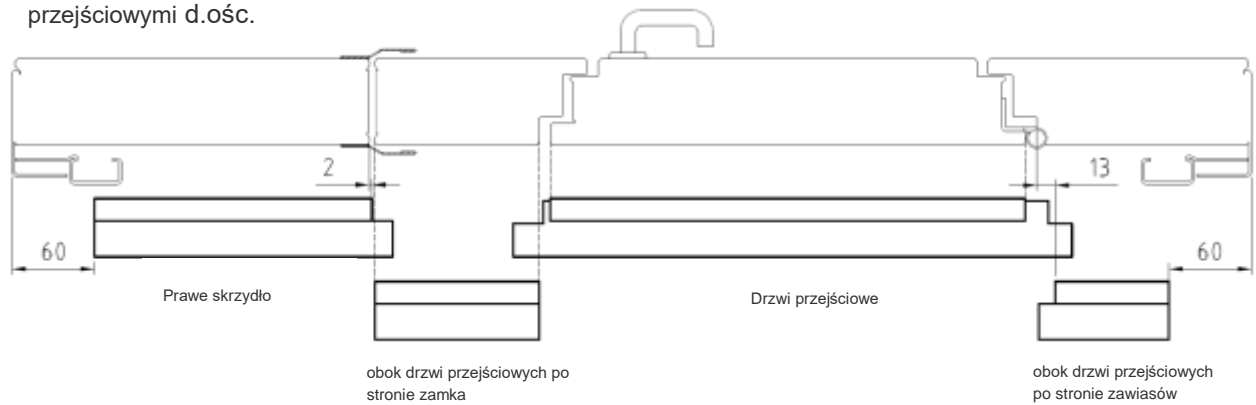 przejściowymi d.ośc.
2
13
60
60
Prawe skrzydło
Drzwi przejściowe
obok drzwi przejściowych po
stronie zamka
obok drzwi przejściowych
po stronie zawiasów